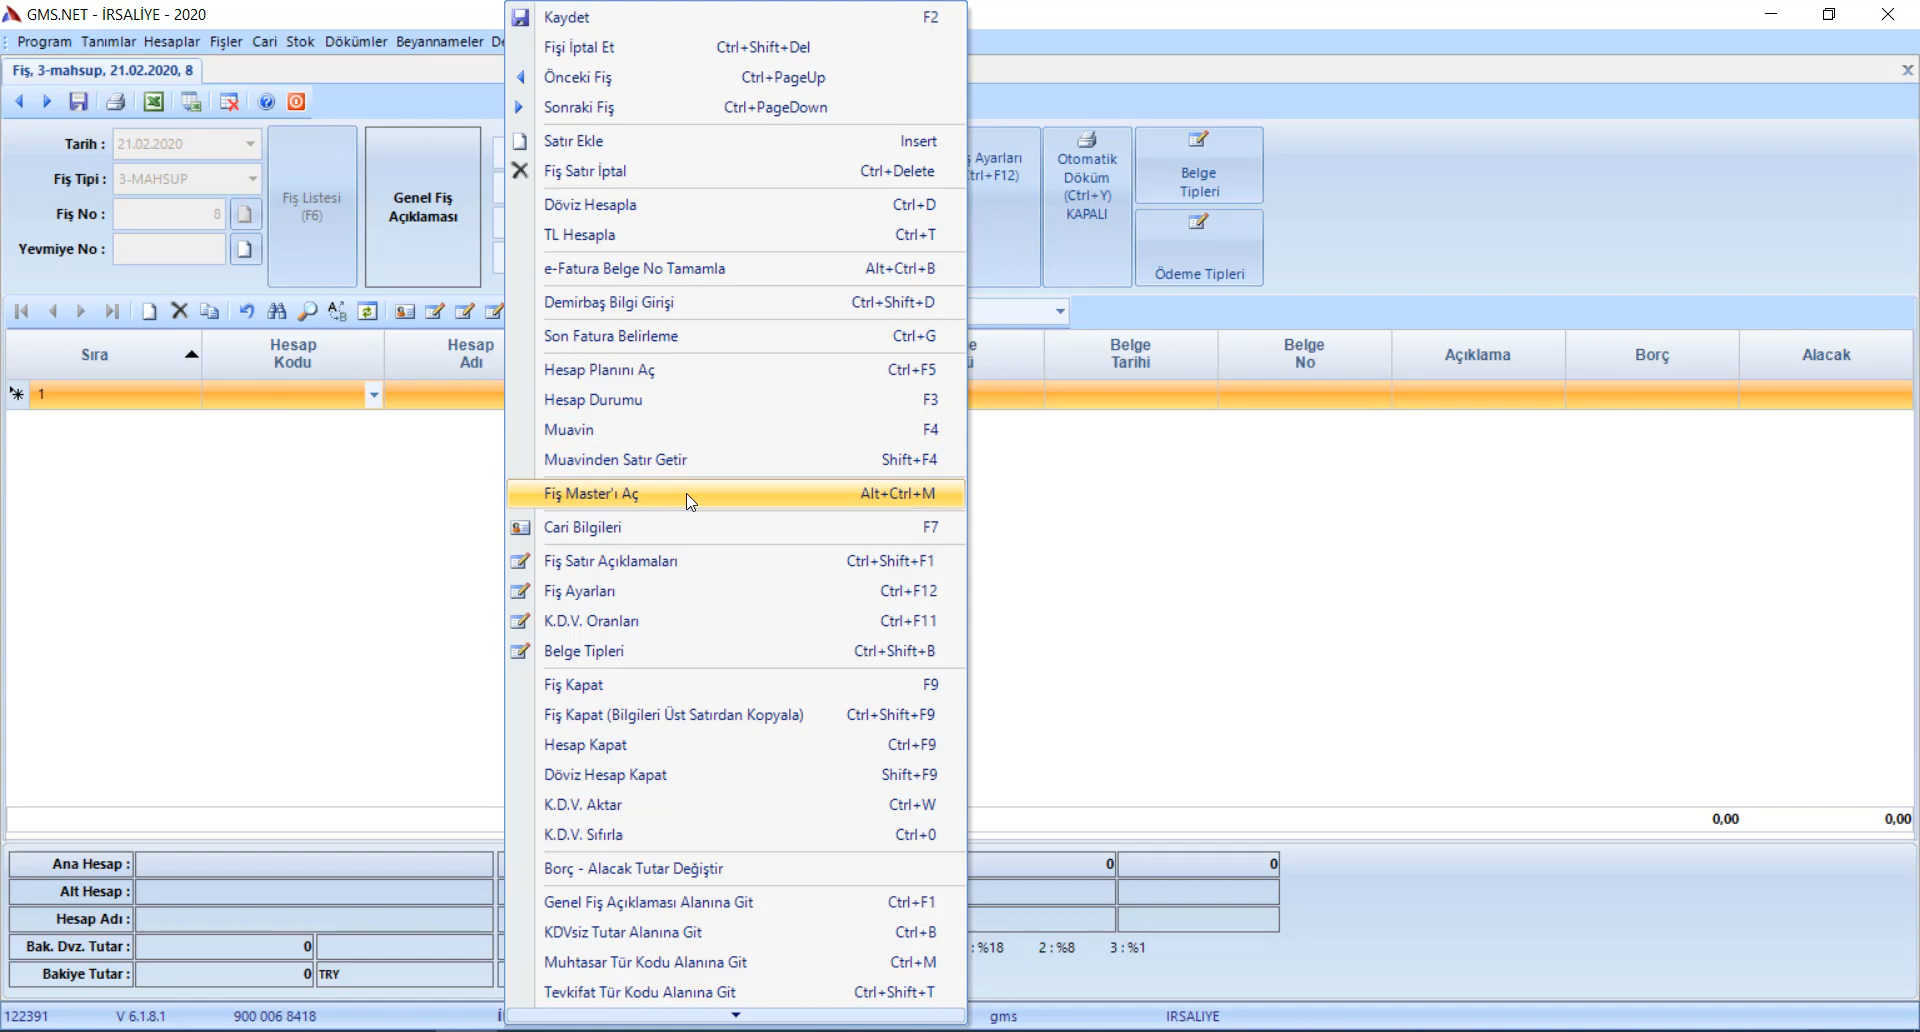 GMS.NET - İRSALİYE - 2020
Program Tanımlar Hesaplar Fişler Cari Stok Dökümler Beyannameler
Fiş, 3-mahsup, 21.02.2020, 8
Tarih : 21.02.2020
Fiş Tipi : 3-MAHSUP
Fiş No : 8
Yevmiye No :
Fiş Listesi
(F6)
Genel Fiş
Açıklaması
Kaydet F2
Fişi İptal Et Ctrl+Shift+Del
Önceki Fiş Ctrl+PageUp
Sonraki Fiş Ctrl+PageDown
Satır Ekle Insert
Fiş Satır İptal Ctrl+Delete
Döviz Hesapla Ctrl+D
TL Hesapla Ctrl+T
e-Fatura Belge No Tamamla Alt+Ctrl+B
Demirbaş Bilgi Girişi Ctrl+Shift+D
Son Fatura Belirleme Ctrl+G
Hesap Planını Aç Ctrl+F5
Hesap Durumu F3
Muavin F4
Muavinden Satır Getir Shift+F4
Fiş Master'ı Aç Alt+Ctrl+M
Cari Bilgileri F7
Fiş Satır Açıklamaları Ctrl+Shift+F1
Fiş Ayarları Ctrl+F12
K.D.V. Oranları Ctrl+F11
Belge Tipleri Ctrl+Shift+B
Fiş Kapat F9
Fiş Kapat (Bilgileri Üst Satırdan Kopyala) Ctrl+Shift+F9
Hesap Kapat Ctrl+F9
Döviz Hesap Kapat Shift+F9
K.D.V. Aktar Ctrl+W
K.D.V. Sıfırla Ctrl+0
Borç - Alacak Tutar Değiştir
Genel Fiş Açıklaması Alanına Git Ctrl+F1
KDVsiz Tutar Alanına Git Ctrl+B
Muhtasar Tür Kodu Alanına Git Ctrl+M
Tevkifat Tür Kodu Alanına Git Ctrl+Shift+T
Ayarları
Ctrl+F12)
Otomatik
Döküm
(Ctrl+Y)
KAPALI
Belge
Tipleri
Ödeme Tipleri
Sıra
Hesap
Kodu
Hesap
Adı
Belge
Tarihi
Belge
No
Açıklama
Borç
Alacak
1
0,00 0,00
Ana Hesap : 0 0
Alt Hesap :
Hesap Adı :
Bak. Dvz. Tutar : 0
:%18 2:%8 3:%1
Bakiye Tutar : 0 TRY
122391 V 6.1.8.1 900 006 8418 gms IRSALIYE